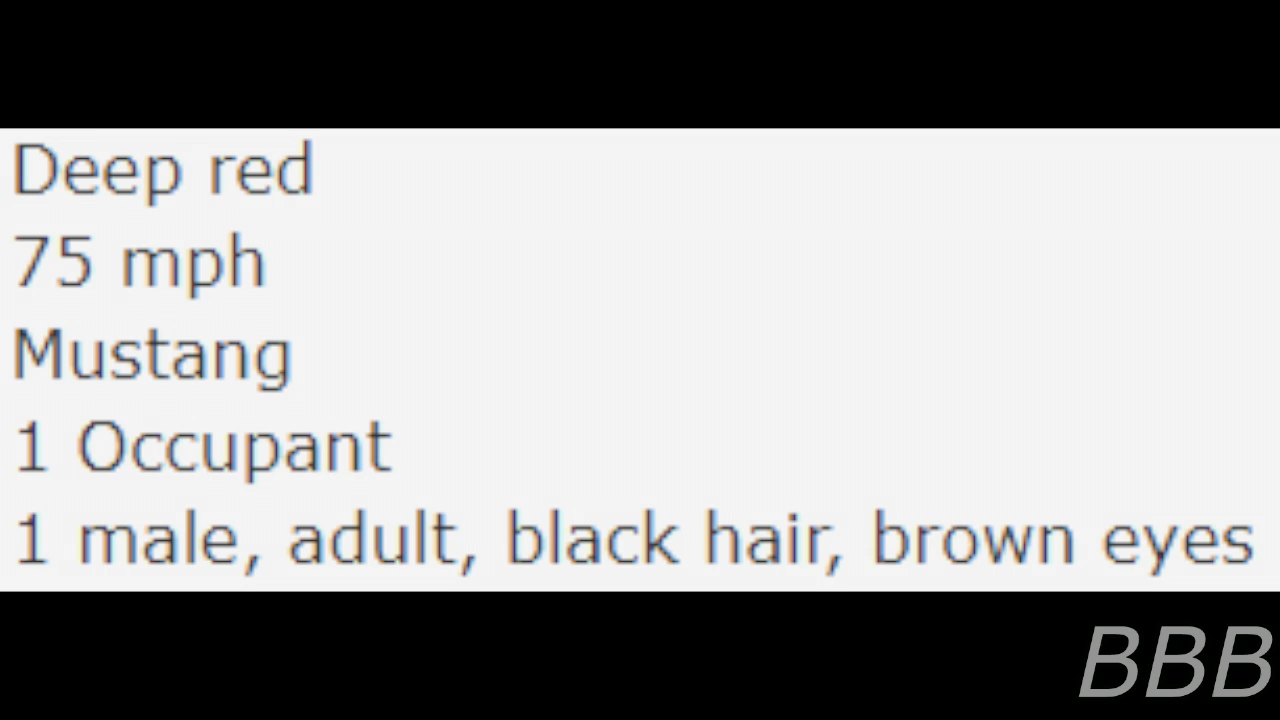 Deep red
75 mph
Mustang
1 Occupant
1 male, adult, black hair, brown eyes
BBB